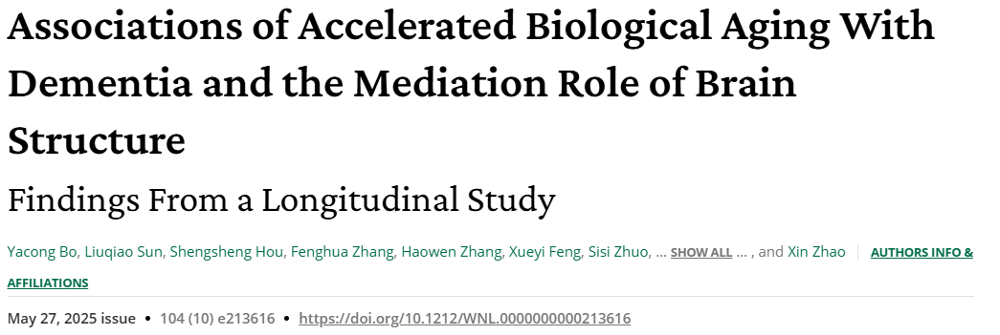 Associations of Accelerated Biological Aging With
Dementia and the Mediation Role of Brain
Structure
Findings From a Longitudinal Study
Yacong Bo, Liuqiao Sun, Shengsheng Hou, Fenghua Zhang, Haowen Zhang, Xueyi Feng, Sisi Zhuo, ... SHOW ALL ... , and Xin Zhao | AUTHORS INFO &
AFFILIATIONS
May 27, 2025 issue • 104 (10) e213616 • https://doi.org/10.1212/WNL.0000000000213616